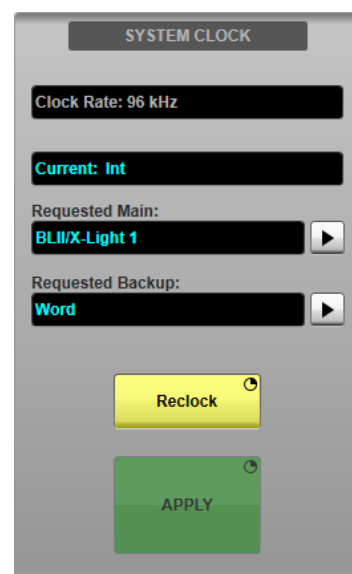 SYSTEM CLOCK
Clock Rate: 96 kHz
Current: Int
Requested Main:
BLII/X-Light 1
Requested Backup:
Word
Reclock
APPLY